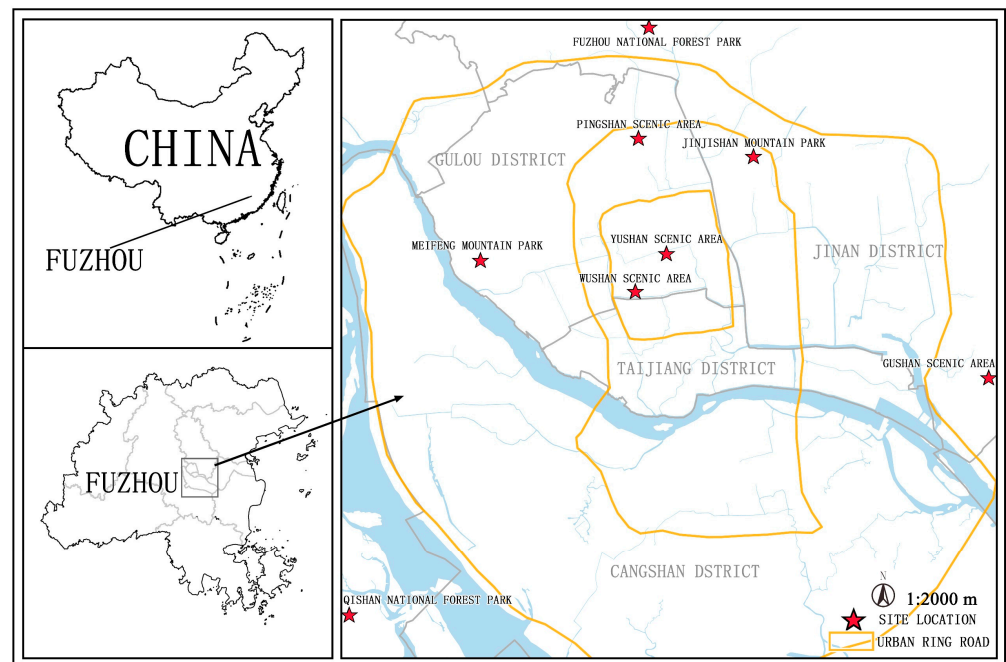 CHINA
FUZHOU
FUZHOU
FUZHOU NATIONAL FOREST PARK
PINGSHAN SCENIC AREA
JINJISHAN MOUNTAIN PARK
GULOU DISTRICT
MEIFENG MOUNTAIN PARK
YUSHAN SCENIC AREA
JINAN DISTRICT
WUSHAN SCENIC AREA
TAIJIANG DISTRICT
GUSHAN SCENIC AREA
CANGSHAN DSTRICT
QISHAN NATIONAL FOREST PARK
N
1:2000 m
SITE LOCATION
URBAN RING ROAD